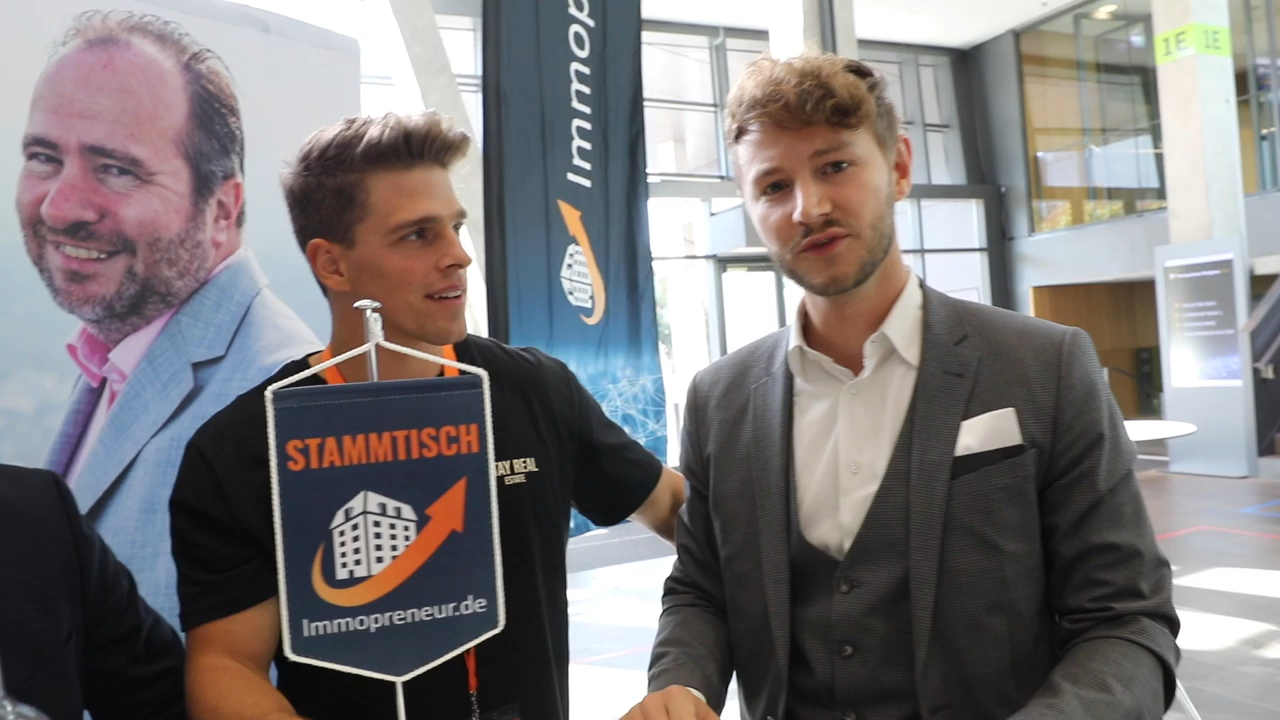 Immop
1E 1E
STAMMTISCH
Immopreneur.de
TAY REAL
ESTATE